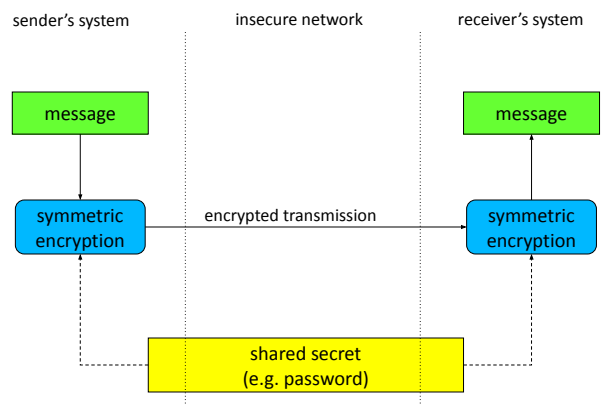 sender's system
insecure network
receiver's system
message
message
symmetric
encryption
encrypted transmission
symmetric
encryption
shared secret
(e.g. password)